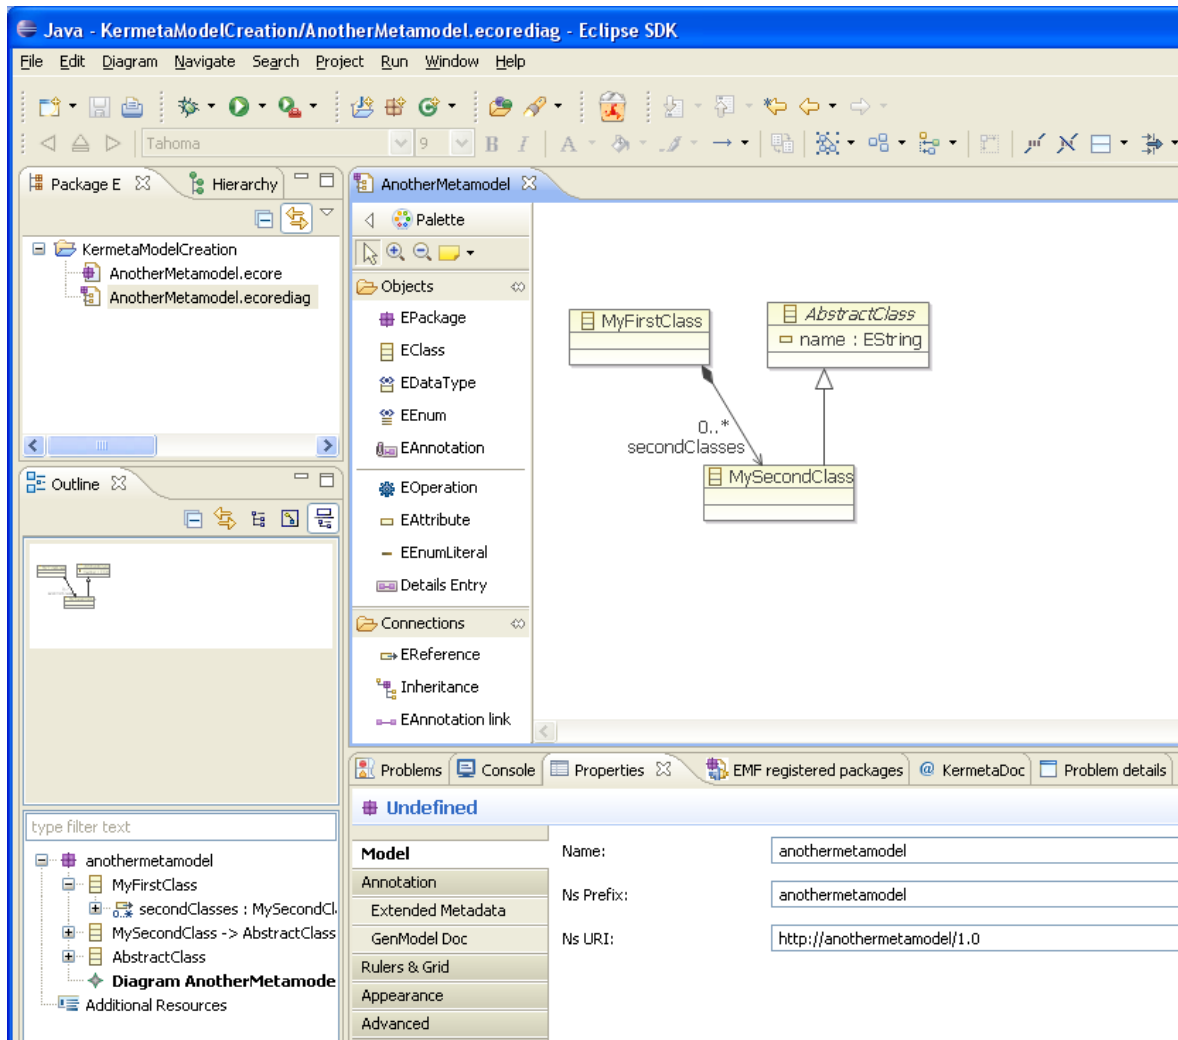 Java - KermetaModelCreation/AnotherMetamodel.ecorediag - Eclipse SDK
File Edit Diagram Navigate Search Project Run Window Help
Tahoma 9 B I A
Package E Hierarchy
KermetaModelCreation
AnotherMetamodel.ecore
AnotherMetamodel.ecorediag
Outline
type filter text
anothermetamodel
MyFirstClass
secondClasses : MySecondCl
MySecondClass -> AbstractClass
AbstractClass
Diagram AnotherMetamode
Additional Resources
AnotherMetamodel
Palette
Objects
EPackage
EClass
EDataType
EEnum
EAnnotation
EOperation
EAttribute
EEnumLiteral
Details Entry
Connections
EReference
Inheritance
EAnnotation link
MyFirstClass
AbstractClass
name : EString
0..*
secondClasses
MySecondClass
Problems Console Properties EMF registered packages @ KermetaDoc Problem details
Undefined
Model
Annotation
Extended Metadata
GenModel Doc
Rulers & Grid
Appearance
Advanced
Name: anothermetamodel
Ns Prefix: anothermetamodel
Ns URI: http://anothermetamodel/1.0